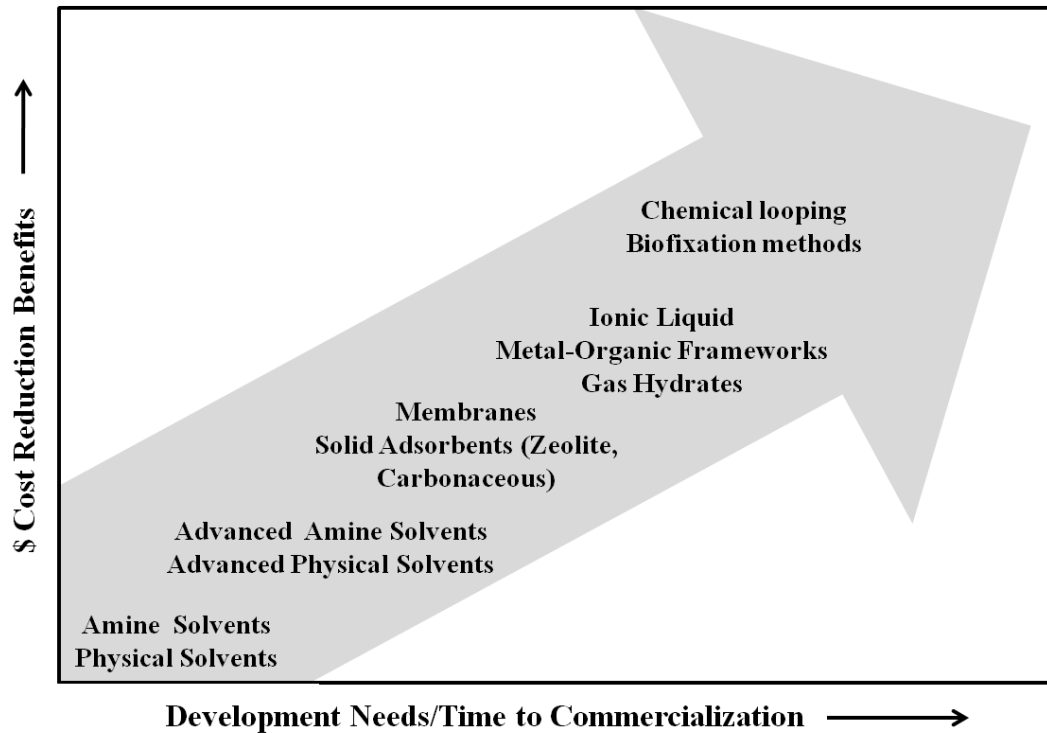 $ Cost Reduction Benefits
Chemical looping
Biofixation methods
Ionic Liquid
Metal-Organic Frameworks
Gas Hydrates
Membranes
Solid Adsorbents (Zeolite,
Carbonaceous)
Advanced Amine Solvents
Advanced Physical Solvents
Amine Solvents
Physical Solvents
Development Needs/Time to Commercialization